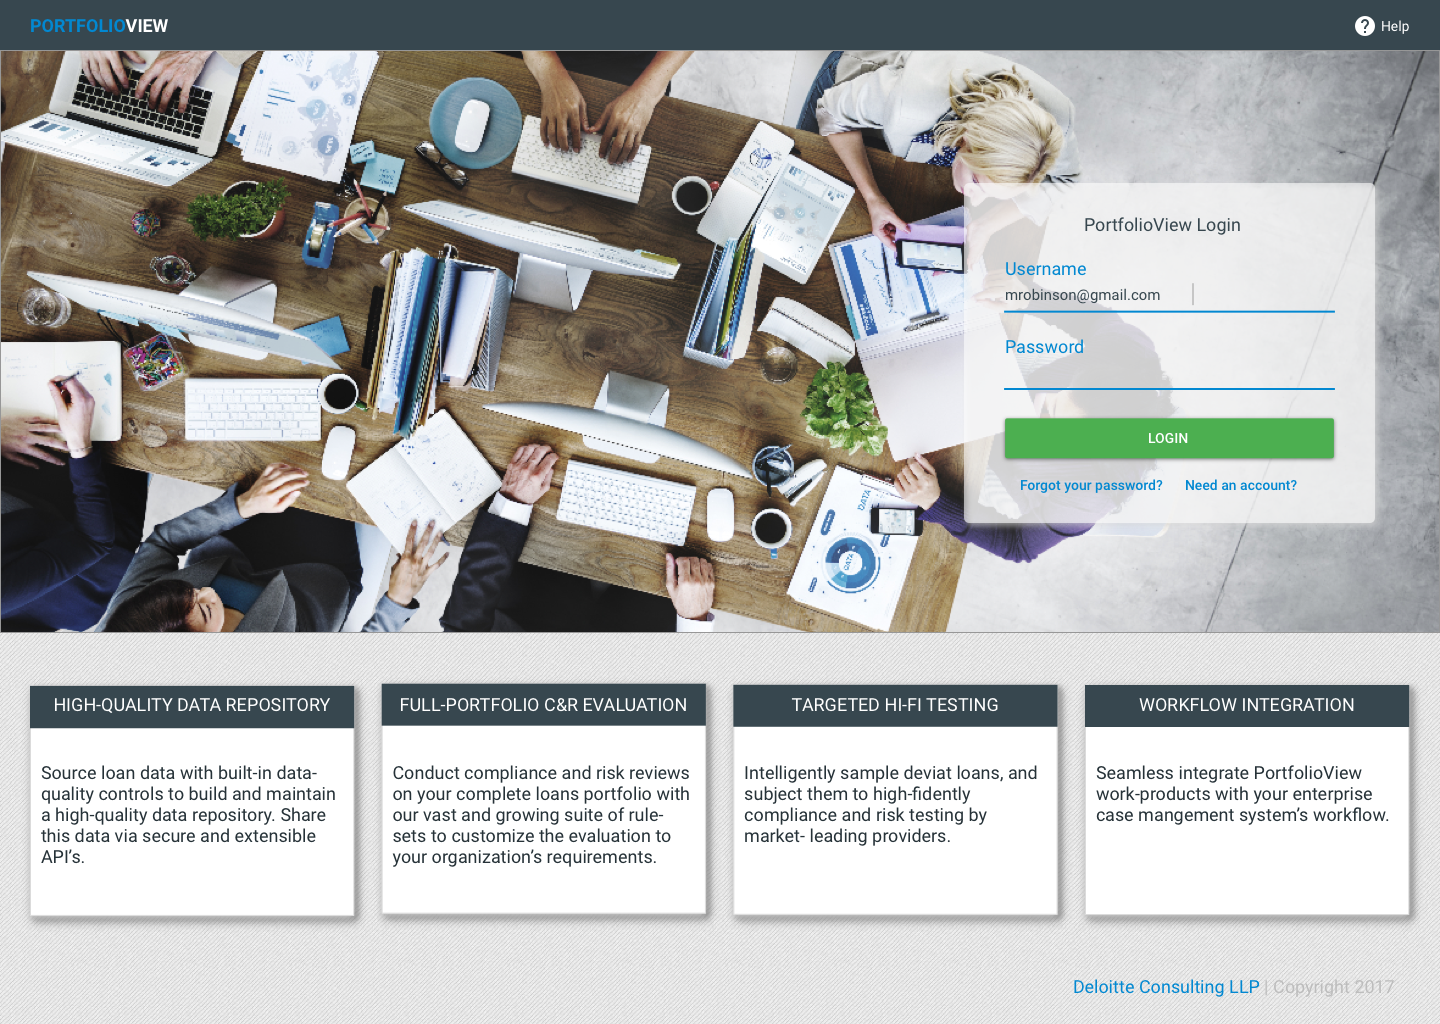 PORTFOLIOVIEW
Help
PortfolioView Login
Username
mrobinson@gmail.com
Password
LOGIN
Forgot your password? Need an account?
DATA
DATA
HIGH-QUALITY DATA REPOSITORY
Source loan data with built-in data-
quality controls to build and maintain
a high-quality data repository. Share
this data via secure and extensible
API’s.
FULL-PORTFOLIO C&R EVALUATION
Conduct compliance and risk reviews
on your complete loans portfolio with
our vast and growing suite of rule-
sets to customize the evaluation to
your organization’s requirements.
TARGETED HI-FI TESTING
Intelligently sample deviat loans, and
subject them to high-fidently
compliance and risk testing by
market- leading providers.
WORKFLOW INTEGRATION
Seamless integrate PortfolioView
work-products with your enterprise
case mangement system’s workflow.
Deloitte Consulting LLP | Copyright 2017